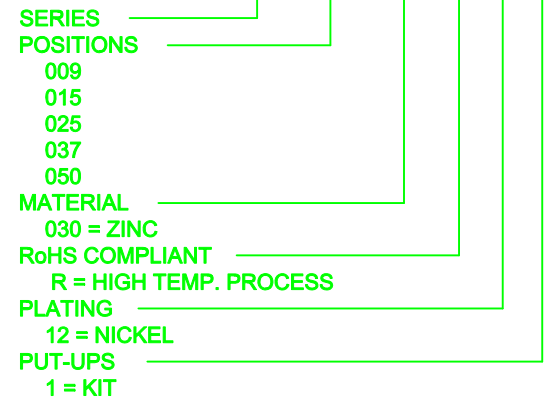 SERIES
POSITIONS
009
015
025
037
050
MATERIAL
030 = ZINC
RoHS COMPLIANT
R = HIGH TEMP. PROCESS
PLATING
12 = NICKEL
PUT-UPS
1 = KIT